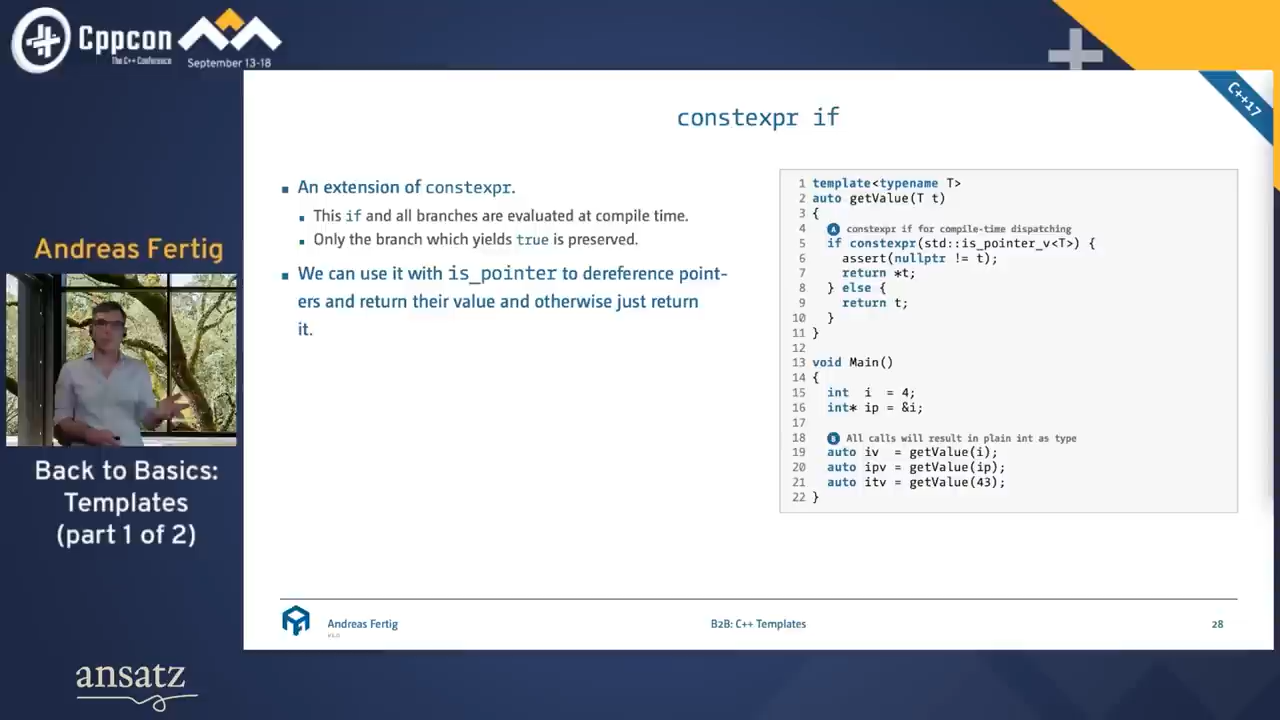 Cppcon
The C++ Conference
September 13-18
C++17
constexpr if
▪ An extension of constexpr.
▪ This if and all branches are evaluated at compile time.
▪ Only the branch which yields true is preserved.
▪ We can use it with is_pointer to dereference point-
ers and return their value and otherwise just return
it.
1 template<typename T>
2 auto getValue(T t)
3 {
4 A constexpr if for compile-time dispatching
5 if constexpr(std::is_pointer_v<T>) {
6 assert(nullptr != t);
7 return *t;
8 } else {
9 return t;
10 }
11 }
12
13 void Main()
14 {
15 int i = 4;
16 int* ip = &i;
17
18 B All calls will result in plain int as type
19 auto iv = getValue(i);
20 auto ipv = getValue(ip);
21 auto itv = getValue(43);
22 }
Andreas Fertig
Back to Basics:
Templates
(part 1 of 2)
Andreas Fertig
v1.0
B2B: C++ Templates
28
ansatz